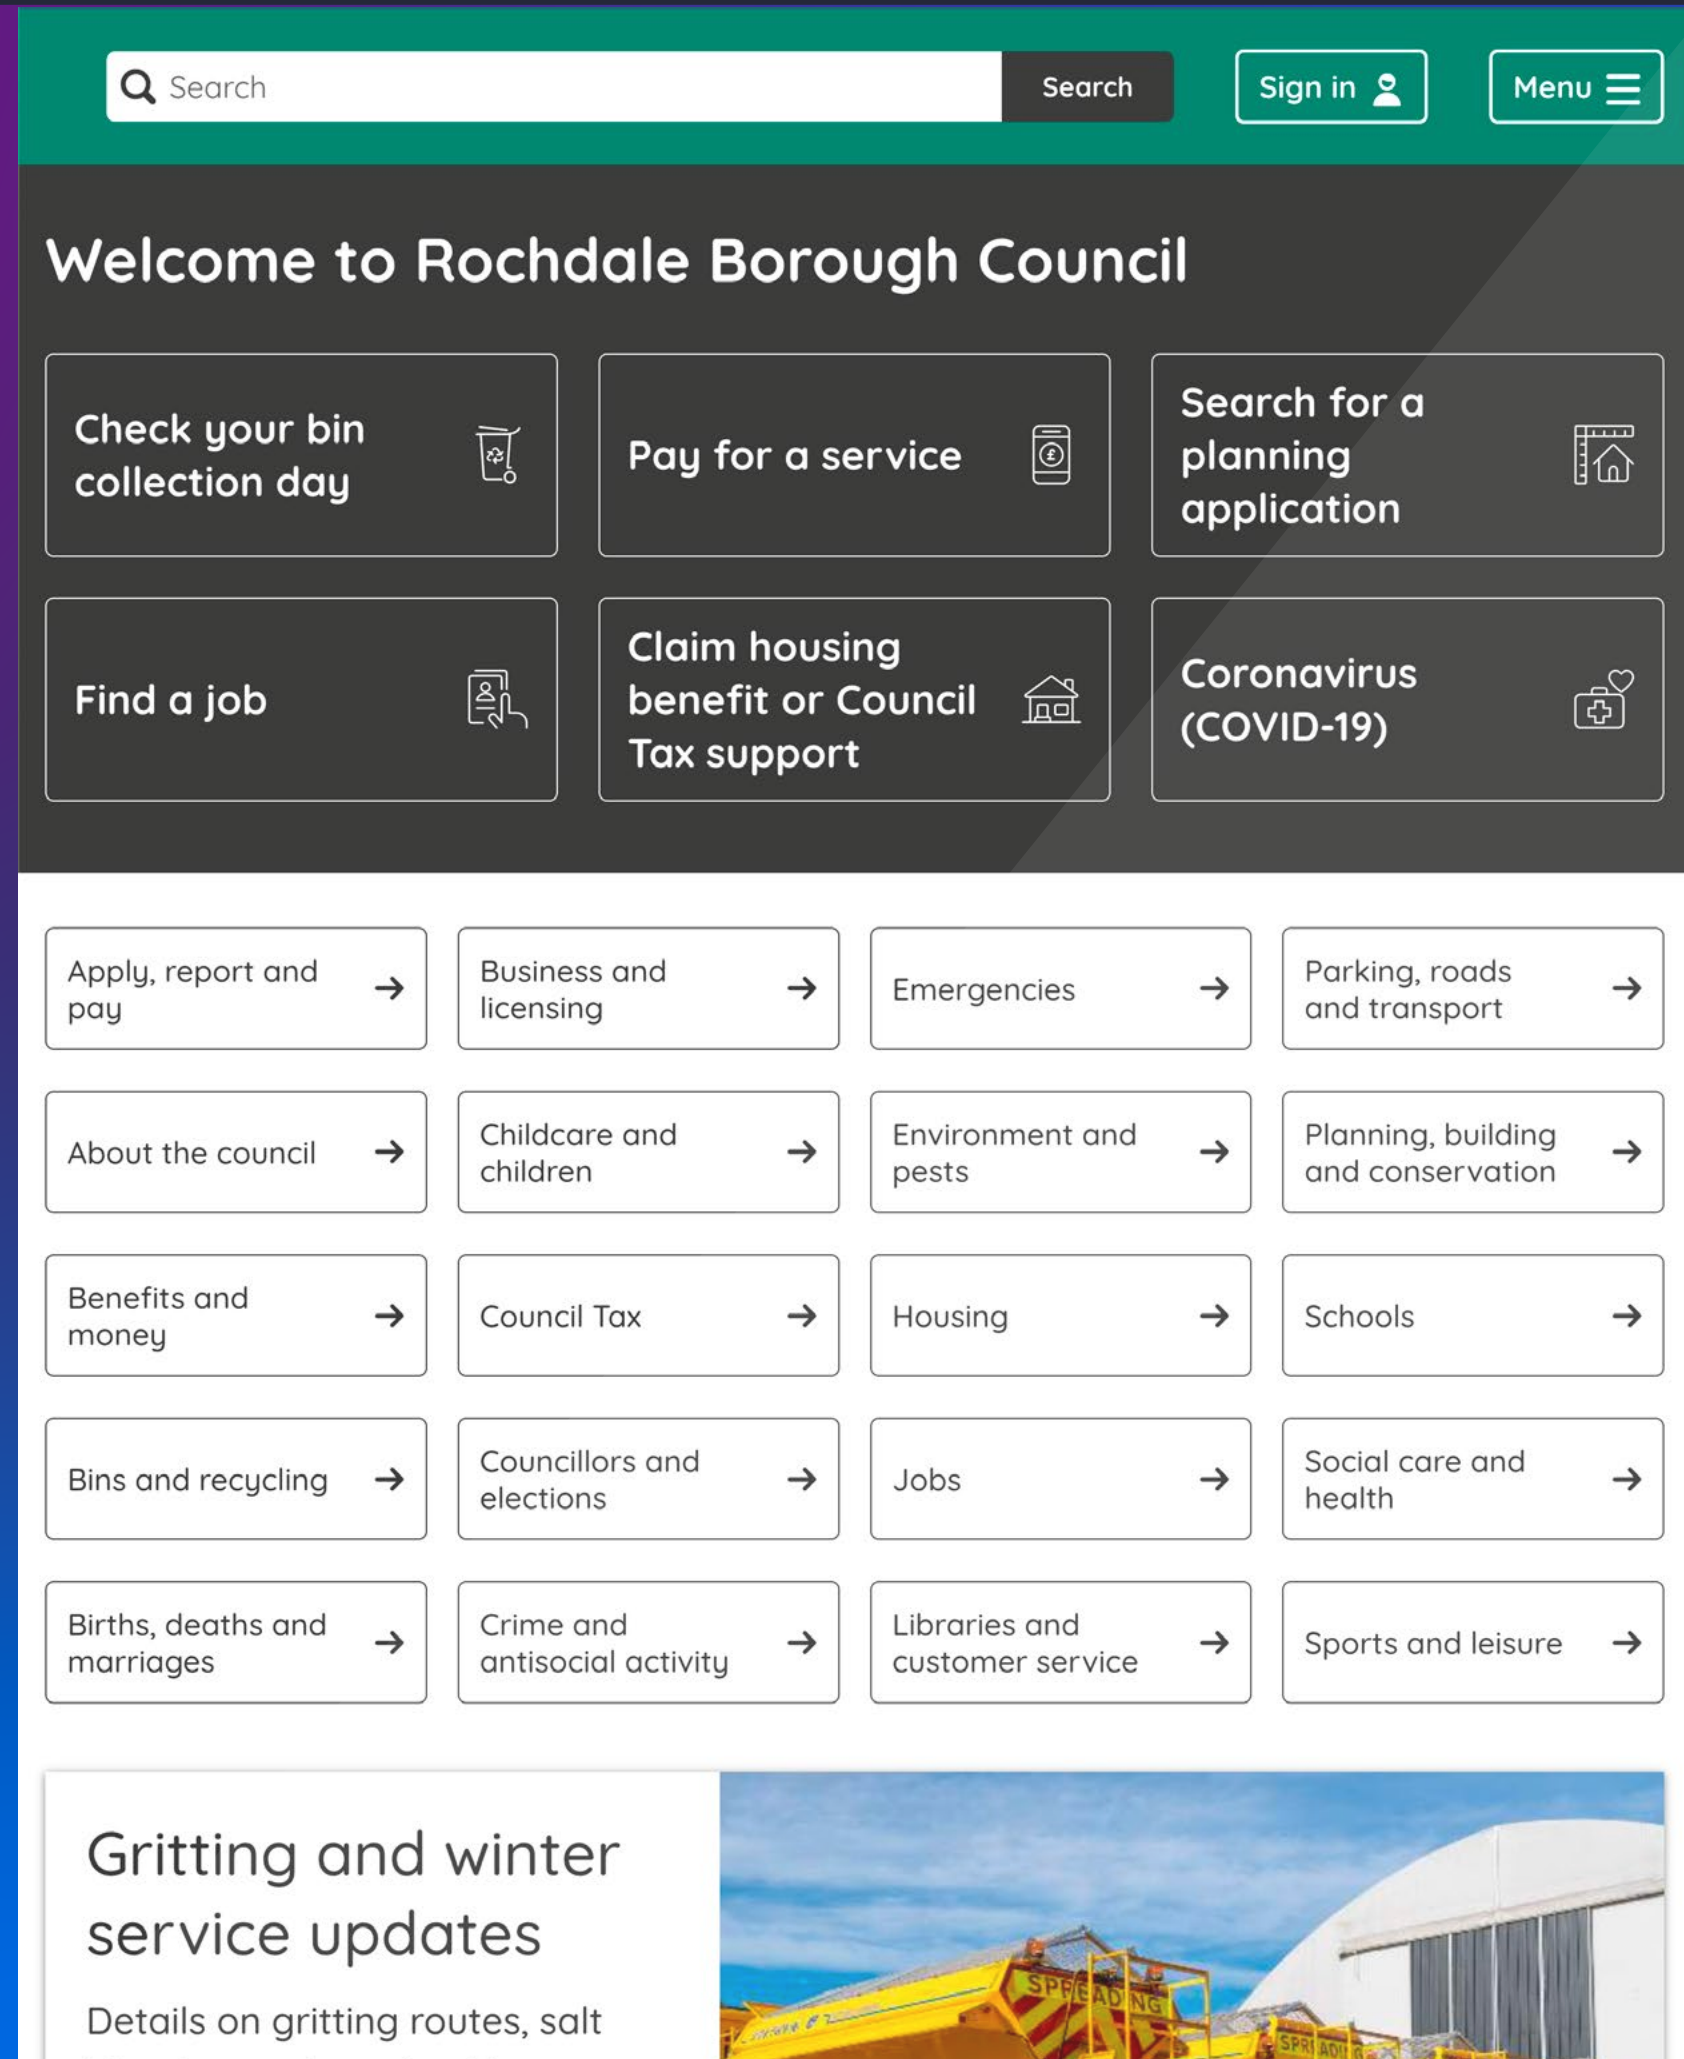 Search
Search
Sign in
Menu
Welcome to Rochdale Borough Council
Check your bin
collection day
Pay for a service
Search for a
planning
application
Find a job
Claim housing
benefit or Council
Tax support
Coronavirus
(COVID-19)
Apply, report and
pay
Business and
licensing
Emergencies
Parking, roads
and transport
About the council
Childcare and
children
Environment and
pests
Planning, building
and conservation
Benefits and
money
Council Tax
Housing
Schools
Bins and recycling
Councillors and
elections
Jobs
Social care and
health
Births, deaths and
marriages
Crime and
antisocial activity
Libraries and
customer service
Sports and leisure
Gritting and winter
service updates
Details on gritting routes, salt
SPREADING